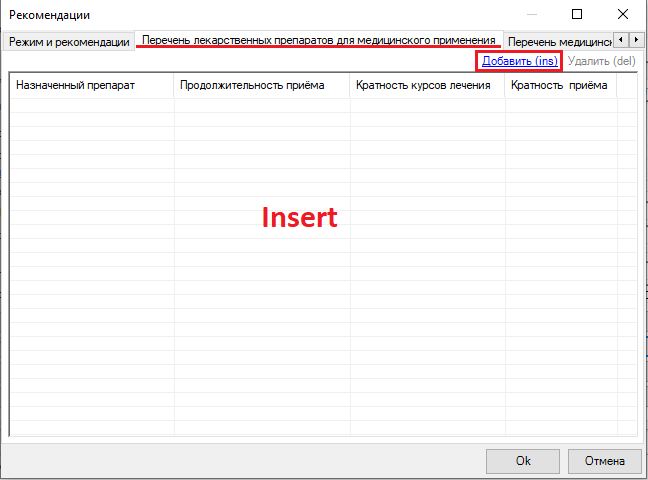 Рекомендации
Режим и рекомендации Перечень лекарственных препаратов для медицинского применения Перечень медицинск
Добавить (ins) Удалить (del)
Назначенный препарат Продолжительность приёма Кратность курсов лечения Кратность приёма
Insert
Ok Отмена